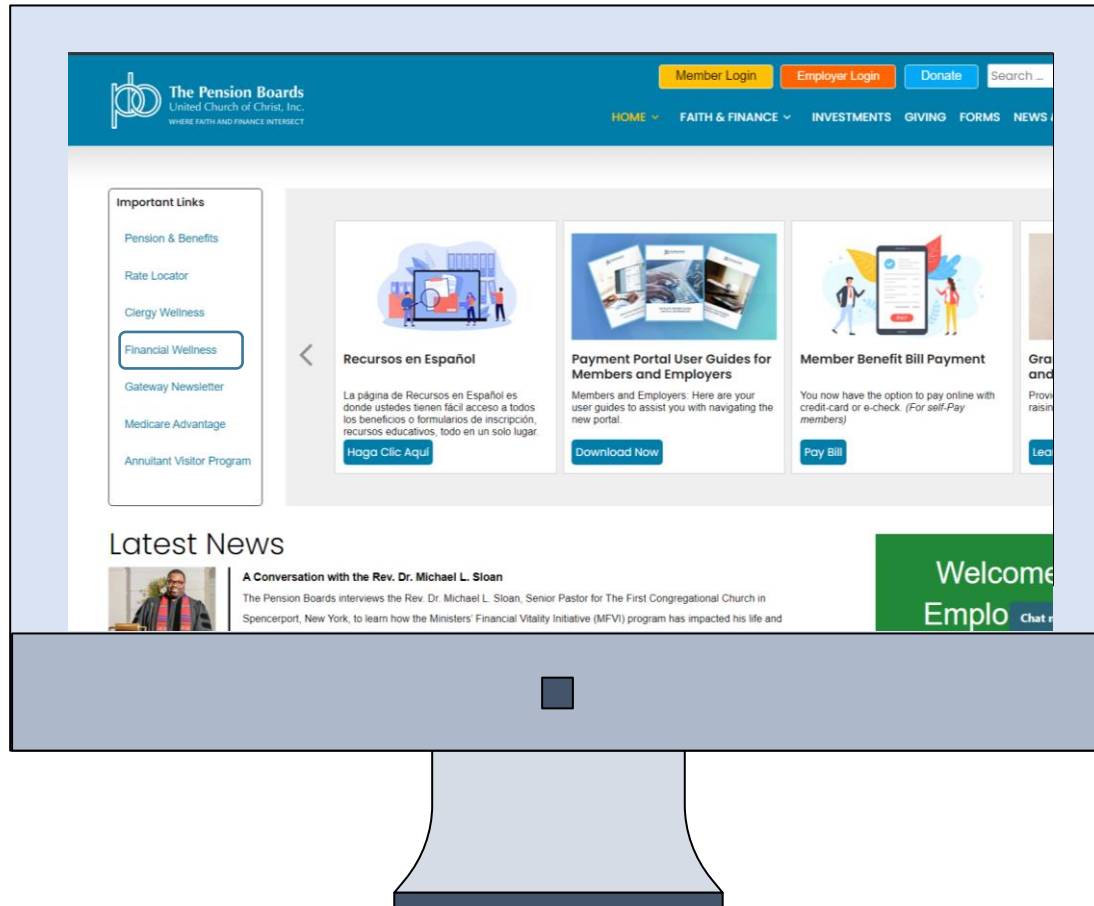 The Pension Boards
United Church of Christ, Inc.
WHERE FAITH AND FINANCE INTERSECT
Member Login
Employer Login
Donate
Search ...
HOME
FAITH & FINANCE
INVESTMENTS
GIVING
FORMS
NEWS &
Important Links
Pension & Benefits
Rate Locator
Clergy Wellness
Financial Wellness
Gateway Newsletter
Medicare Advantage
Annuitant Visitor Program
Recursos en Español
La página de Recursos en Español es
donde ustedes tienen fácil acceso a todos
los beneficios o formularios de inscripción,
recursos educativos, todo en un solo lugar.
Haga Clic Aquí
Payment Portal User Guides for
Members and Employers
Members and Employers: Here are your
user guides to assist you with navigating the
new portal.
Download Now
PAY
Member Benefit Bill Payment
You now have the option to pay online with
credit-card or e-check. (For self-Pay
members)
Pay Bill
Latest News
A Conversation with the Rev. Dr. Michael L. Sloan
The Pension Boards interviews the Rev. Dr. Michael L. Sloan, Senior Pastor for The First Congregational Church in
Spencerport, New York, to learn how the Ministers' Financial Vitality Initiative (MFVI) program has impacted his life and
Welcome
Emplo
Chat